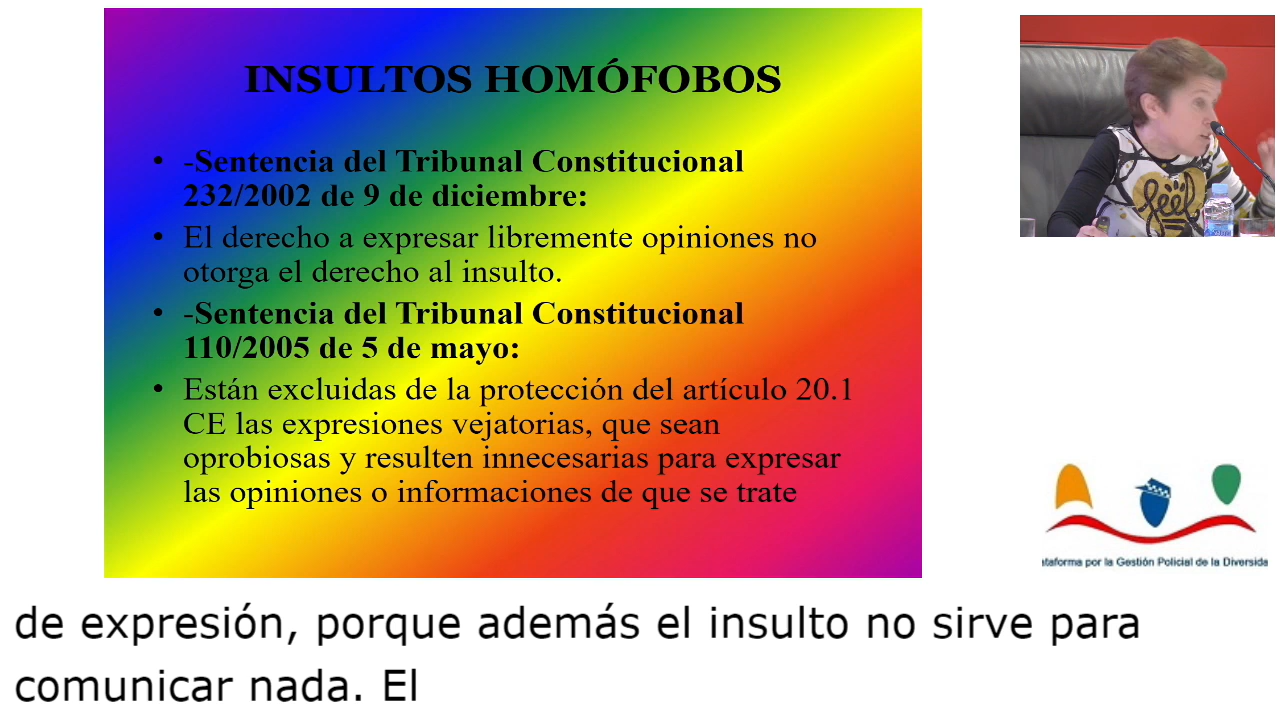 INSULTOS HOMÓFOBOS
• -Sentencia del Tribunal Constitucional
232/2002 de 9 de diciembre:
• El derecho a expresar libremente opiniones no
otorga el derecho al insulto.
• -Sentencia del Tribunal Constitucional
110/2005 de 5 de mayo:
• Están excluidas de la protección del artículo 20.1
CE las expresiones vejatorias, que sean
oprobiosas y resulten innecesarias para expresar
las opiniones o informaciones de que se trate
feel
ataforma por la Gestión Policial de la Diversida
de expresión, porque además el insulto no sirve para
comunicar nada. El